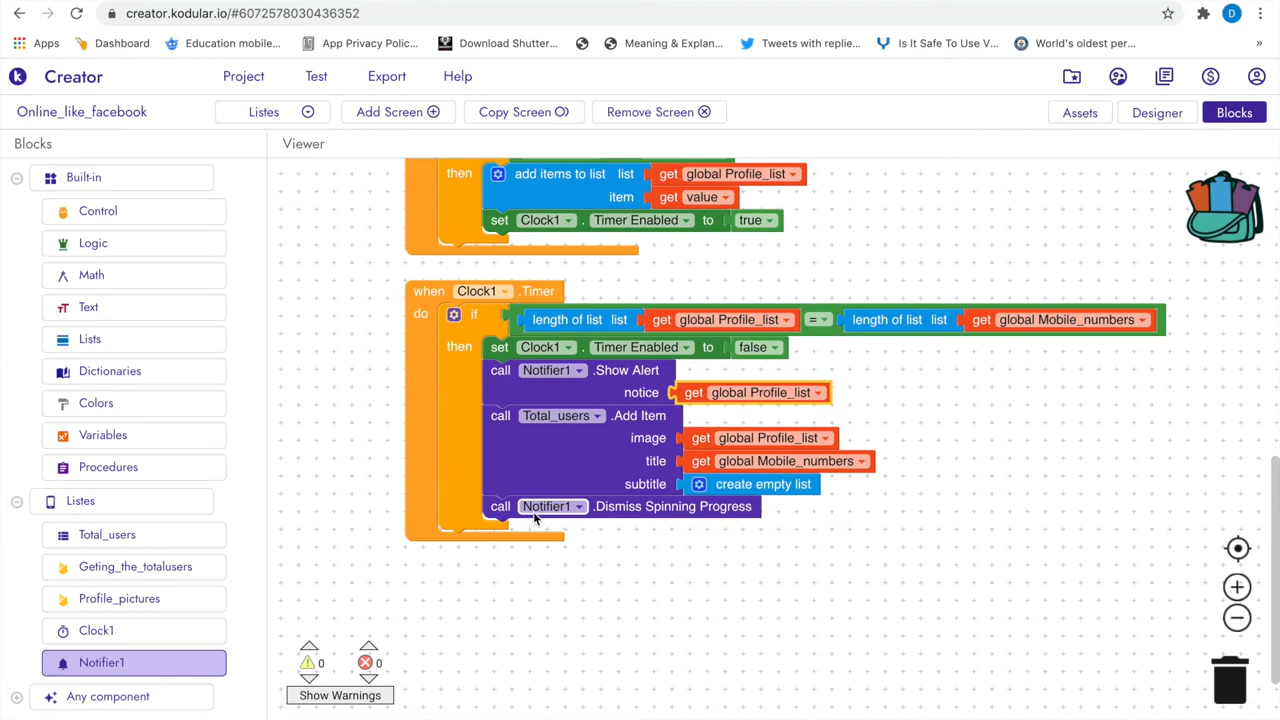 creator.kodular.io/#6072578030436352
D
Apps Dashboard Education mobile... App Privacy Polic... Download Shutter... Meaning & Explan... Tweets with replie... Is It Safe To Use V... World's oldest per... »
Creator Project Test Export Help
Online_like_facebook Listes Add Screen Copy Screen Remove Screen Assets Designer Blocks
Blocks Viewer
Built-in
Control
Logic
Math
Text
Lists
Dictionaries
Colors
Variables
Procedures
Listes
Total_users
Geting_the_totalusers
Profile_pictures
Clock1
Notifier1
Any component
then add items to list list get global Profile_list
item get value
set Clock1 . Timer Enabled to true
when Clock1 .Timer
do if length of list list get global Profile_list = length of list list get global Mobile_numbers
then set Clock1 . Timer Enabled to false
call Notifier1 .Show Alert
notice get global Profile_list
call Total_users .Add Item
image get global Profile_list
title get global Mobile_numbers
subtitle create empty list
call Notifier1 .Dismiss Spinning Progress
0 0
Show Warnings